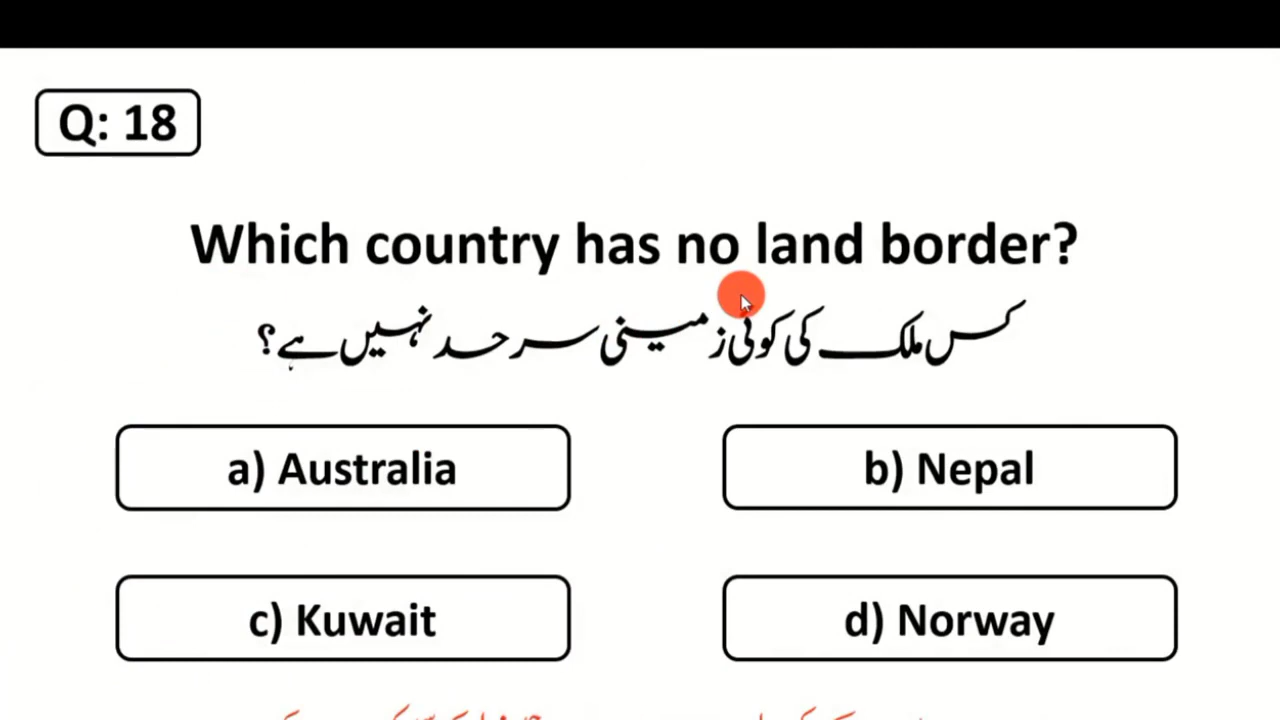 Q: 18
Which country has no land border?
کس ملک کی کوئی زمینی سرحد نہیں ہے؟
a) Australia
b) Nepal
c) Kuwait
d) Norway